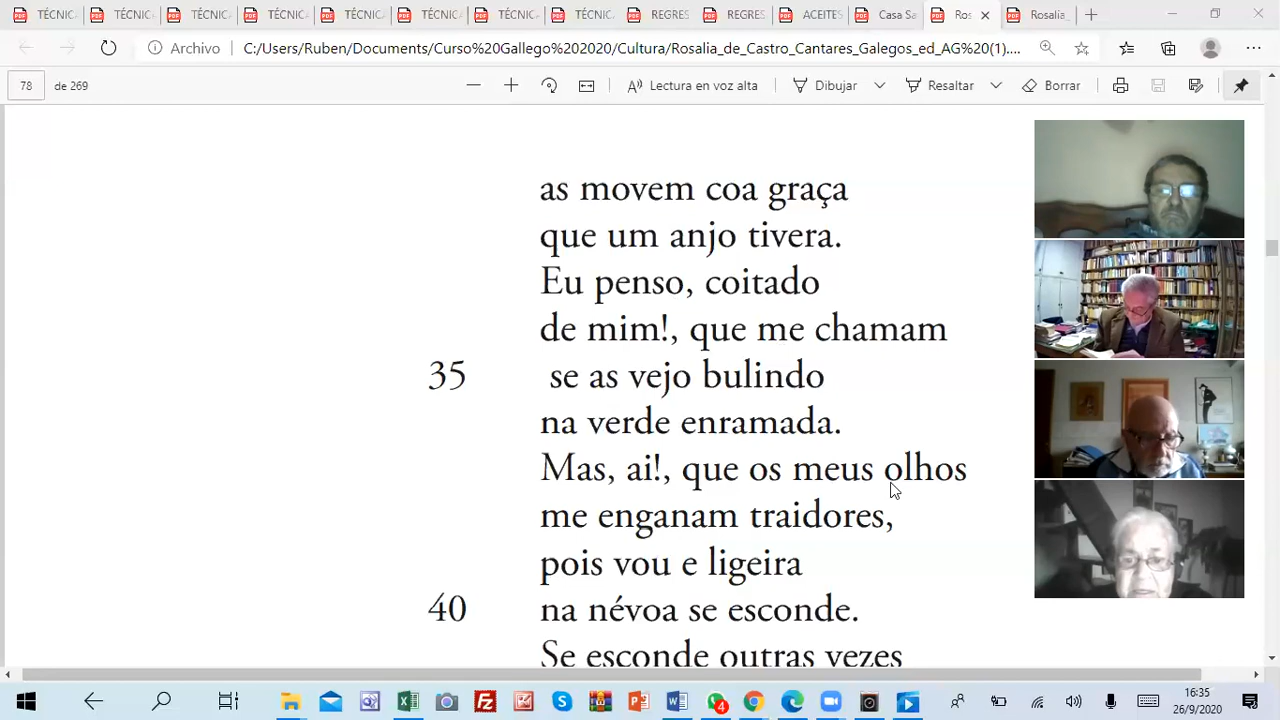 TÉCNIC
TÉCNIC
TÉCNIC
TÉCNIC
TÉCNIC
TÉCNIC
TÉCNIC
TÉCNIC
REGRES
REGRES
ACEITES
Casa Sa
Ros
Rosalia_
Archivo
C:/Users/Ruben/Documents/Curso%20Gallego%202020/Cultura/Rosalia_de_Castro_Cantares_Galegos_ed_AG%20(1)....
78 de 269
Lectura en voz alta
Dibujar
Resaltar
Borrar
as movem coa graça
que um anjo tivera.
Eu penso, coitado
de mim!, que me chamam
35 se as vejo bulindo
na verde enramada.
Mas, ai!, que os meus olhos
me enganam traidores,
pois vou e ligeira
40 na névoa se esconde.
Se esconde outras vezes
4
16:35
26/9/2020